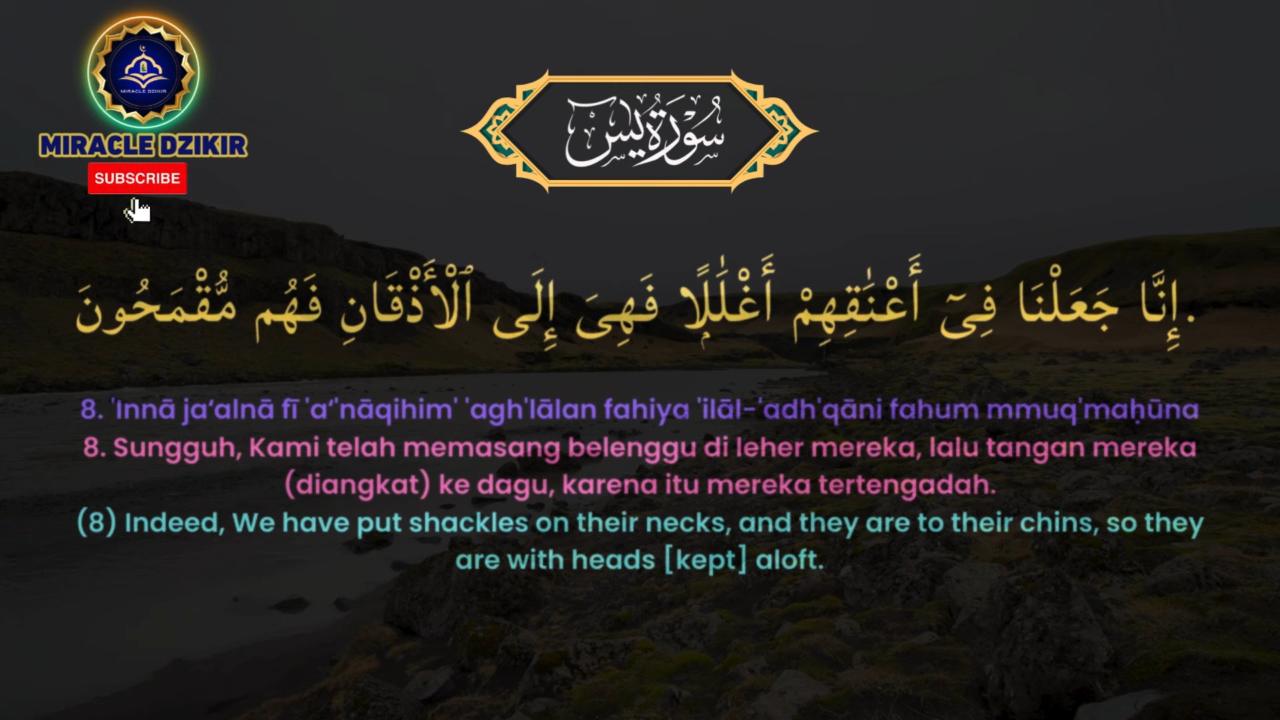 MIRACLE DZIKIR
MIRACLE DZIKIR
SUBSCRIBE
سُوْرَةُ يٰسٓ
إِنَّا جَعَلْنَا فِىٓ أَعْنَٰقِهِمْ أَغْلَٰلًۭا فَهِىَ إِلَى ٱلْأَذْقَانِ فَهُم مُّقْمَحُونَ.
8. 'Innā ja‘alnā fī 'a‘'nāqihim' 'agh'lālan fahiya 'ilāl-'adh'qāni fahum mmuq'maḥūna
8. Sungguh, Kami telah memasang belenggu di leher mereka, lalu tangan mereka
(diangkat) ke dagu, karena itu mereka tertengadah.
(8) Indeed, We have put shackles on their necks, and they are to their chins, so they
are with heads [kept] aloft.